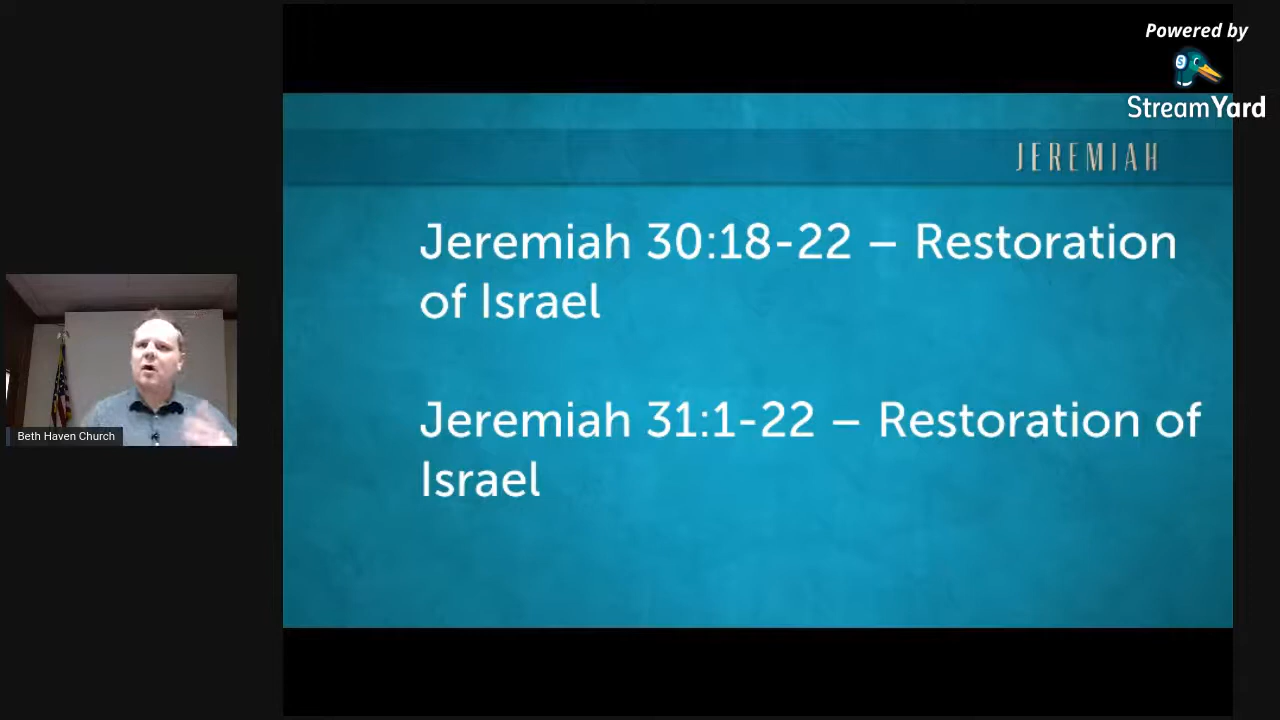 Powered by
StreamYard
JEREMIAH
Jeremiah 30:18-22 – Restoration
of Israel
Jeremiah 31:1-22 – Restoration of
Israel
Beth Haven Church